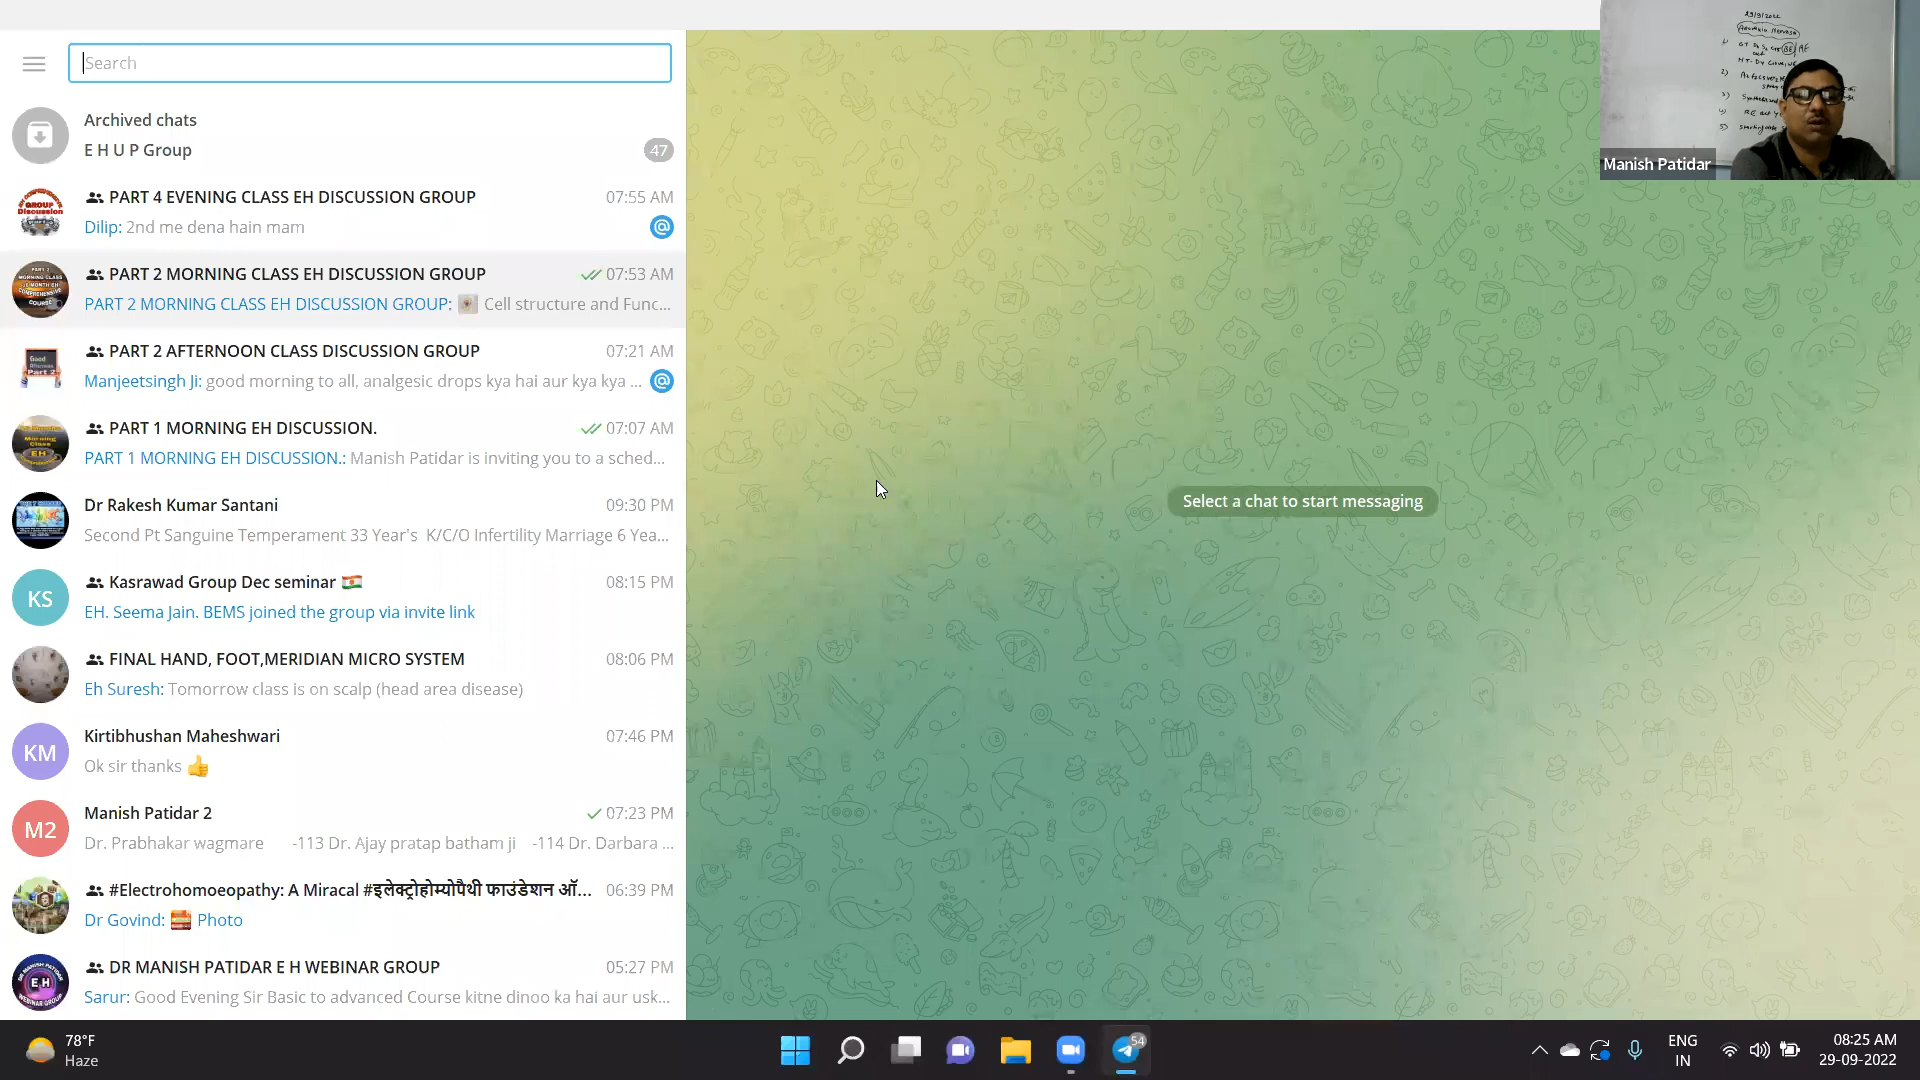 Search
Archived chats
E H U P Group
47
PART 4 EVENING CLASS EH DISCUSSION GROUP
07:55 AM
Dilip: 2nd me dena hain mam
@
PART 2 MORNING CLASS EH DISCUSSION GROUP
07:53 AM
PART 2 MORNING CLASS EH DISCUSSION GROUP: Cell structure and Func...
PART 2 AFTERNOON CLASS DISCUSSION GROUP
07:21 AM
Manjeetsingh Ji: good morning to all, analgesic drops kya hai aur kya kya ...
@
PART 1 MORNING EH DISCUSSION.
07:07 AM
PART 1 MORNING EH DISCUSSION.: Manish Patidar is inviting you to a sched...
Dr Rakesh Kumar Santani
09:30 PM
Second Pt Sanguine Temperament 33 Year's K/C/O Infertility Marriage 6 Yea...
KS
Kasrawad Group Dec seminar
08:15 PM
EH. Seema Jain. BEMS joined the group via invite link
FINAL HAND, FOOT,MERIDIAN MICRO SYSTEM
08:06 PM
Eh Suresh: Tomorrow class is on scalp (head area disease)
KM
Kirtibhushan Maheshwari
07:46 PM
Ok sir thanks 👍
M2
Manish Patidar 2
07:23 PM
Dr. Prabhakar wagmare -113 Dr. Ajay pratap batham ji -114 Dr. Darbara ...
#Electrohomoeopathy: A Miracal #इलेक्ट्रोहोम्योपैथी फाउंडेशन ऑ...
06:39 PM
Dr Govind: Photo
DR MANISH PATIDAR E H WEBINAR GROUP
05:27 PM
Sarur: Good Evening Sir Basic to advanced Course kitne dinoo ka hai aur usk...
Select a chat to start messaging
Manish Patidar
78°F
Haze
54
ENG
IN
08:25 AM
29-09-2022